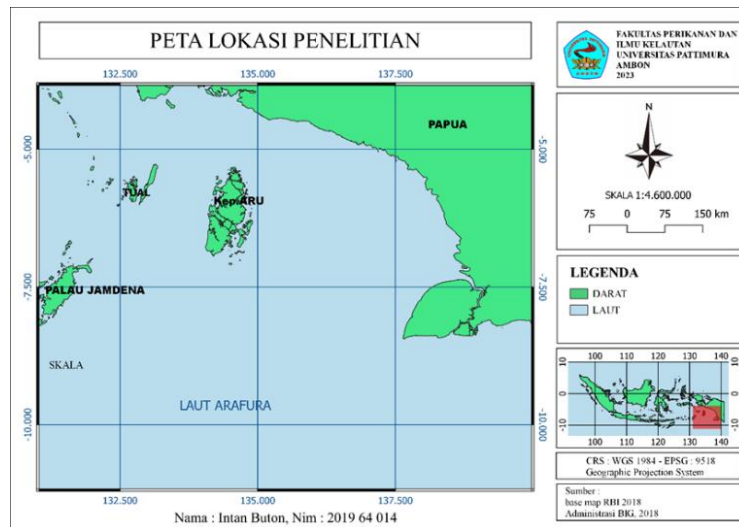 PETA LOKASI PENELITIAN
FAKULTAS PERIKANAN DAN
ILMU KELAUTAN
UNIVERSITAS PATTIMURA
AMBON
2023
132.500 135.000 137.500
PAPUA
-5.000 -5.000
TUAL
Kep.ARU
-7.500 -7.500
PALAU JAMDENA
SKALA
LAUT ARAFURA
-10.000 -10.000
132.500 135.000 137.500
Nama : Intan Buton, Nim : 2019 64 014
N
SKALA 1:4.600.000
75 0 75 150 km
LEGENDA
DARAT
LAUT
100 110 120 130 140
10 10
0 0
-10 -10
100 110 120 130 140
CRS : WGS 1984 - EPSG : 9518
Geographic Projection System
Sumber :
base map RBI 2018
Administrasi BIG, 2018